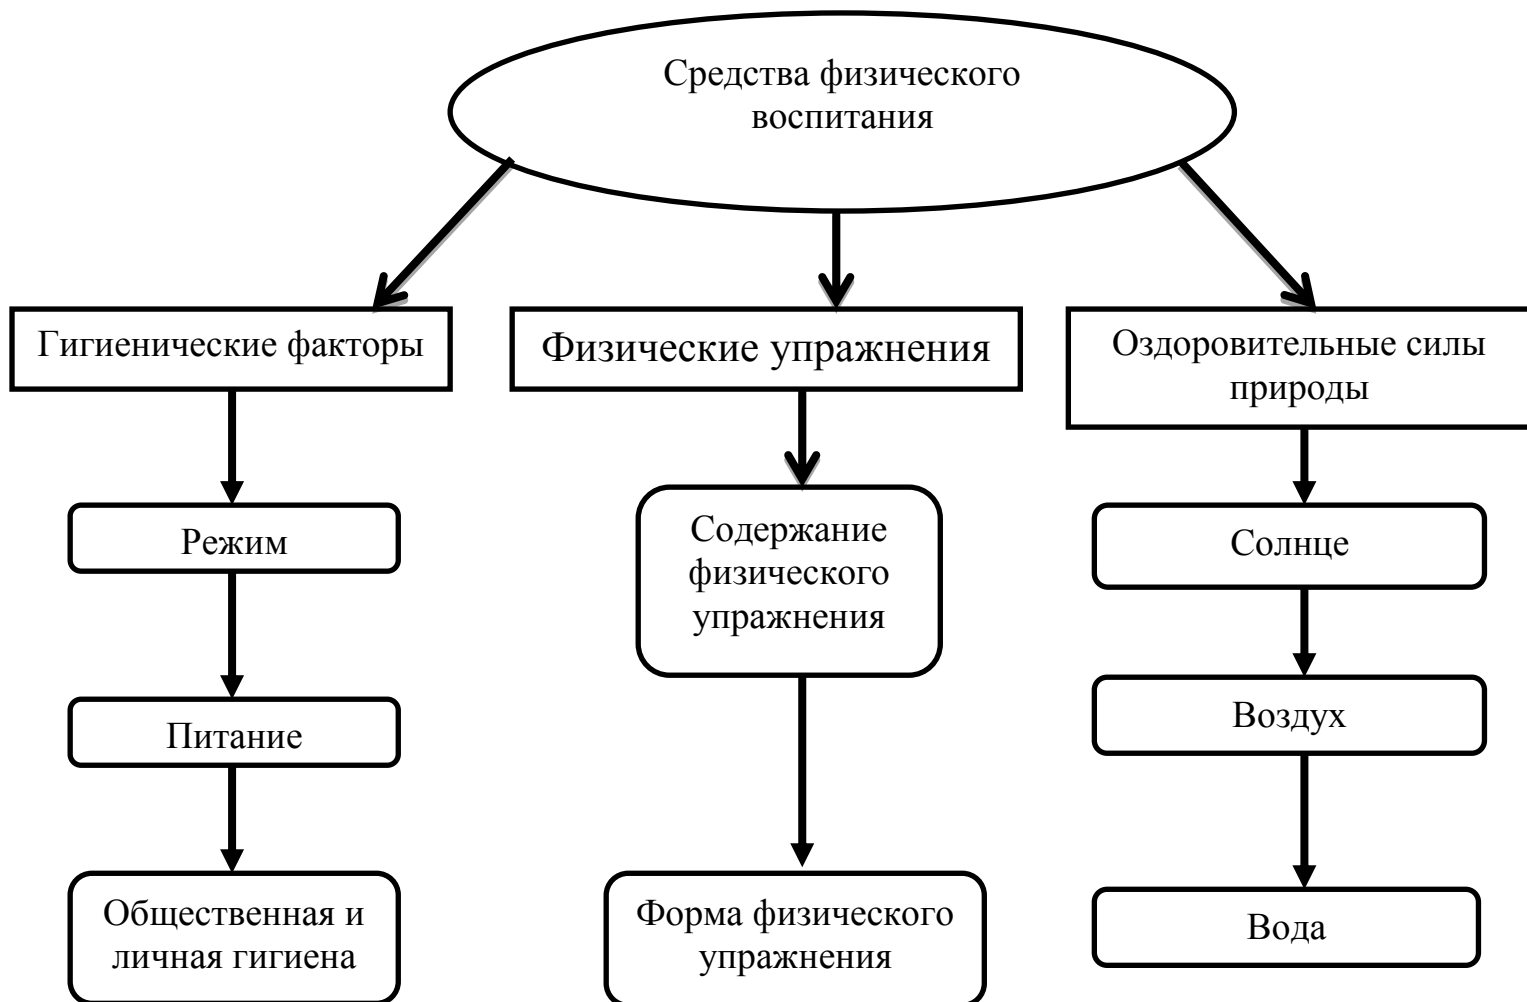 Средства физического
воспитания
Гигиенические факторы
Физические упражнения
Оздоровительные силы
природы
Режим
Содержание
физического
упражнения
Солнце
Питание
Воздух
Общественная и
личная гигиена
Форма физического
упражнения
Вода